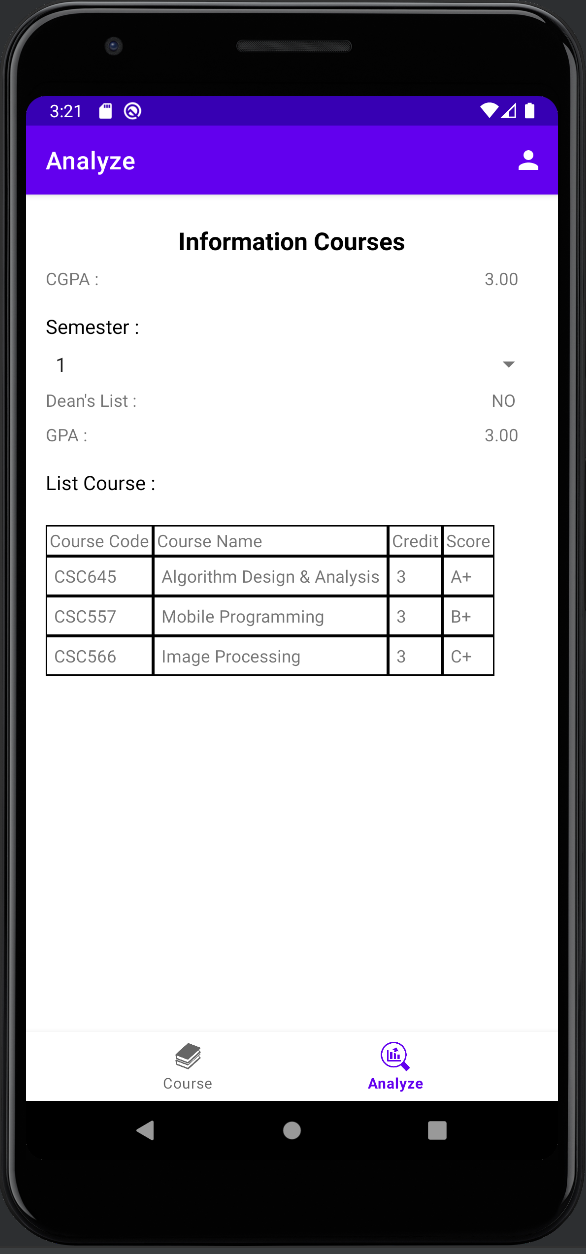 3:21
Analyze
Information Courses
CGPA : 3.00
Semester :
1
Dean's List : NO
GPA : 3.00
List Course :
Course Code Course Name Credit Score
CSC645 Algorithm Design & Analysis 3 A+
CSC557 Mobile Programming 3 B+
CSC566 Image Processing 3 C+
Course Analyze